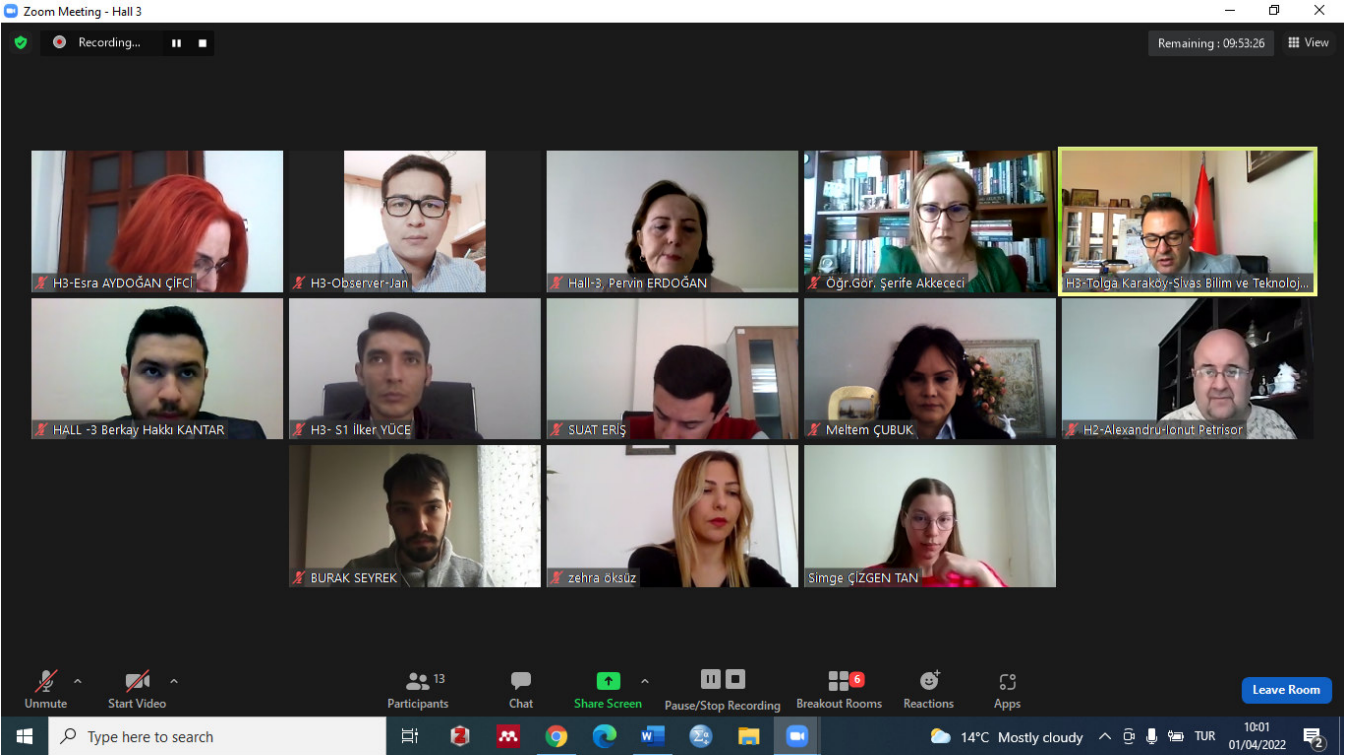 Zoom Meeting - Hall 3
Recording...
Remaining : 09:53:26
View
H3-Esra AYDOĞAN ÇİFCİ
H3-Observer-Jan
Hall-3, Pervin ERDOĞAN
Öğr.Gör. Şerife Akkececi
H3-Tolga Karaköy-Sivas Bilim ve Teknoloj...
HALL -3 Berkay Hakkı KANTAR
H3- S1 İlker YÜCE
SUAT ERİŞ
Meltem ÇUBUK
H2-Alexandru-Ionut Petrisor
BURAK SEYREK
zehra öksüz
Simge ÇİZGEN TAN
13
6
Unmute
Start Video
Participants
Chat
Share Screen
Pause/Stop Recording
Breakout Rooms
Reactions
Apps
Leave Room
Type here to search
14°C Mostly cloudy
TUR
10:01
01/04/2022
2